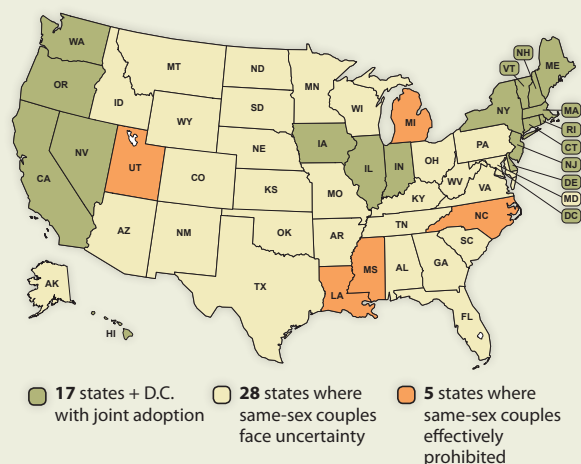 WA
MT
ND
MN
NH
VT
ME
OR
ID
SD
WI
MI
NY
MA
RI
WY
CT
NV
UT
NE
IA
IL
IN
OH
PA
NJ
DE
CA
CO
KS
MO
KY
WV
VA
MD
DC
AZ
NM
OK
AR
TN
NC
SC
MS
AL
GA
TX
LA
AK
FL
HI
17 states + D.C.
with joint adoption
28 states where
same-sex couples
face uncertainty
5 states where
same-sex couples
effectively
prohibited